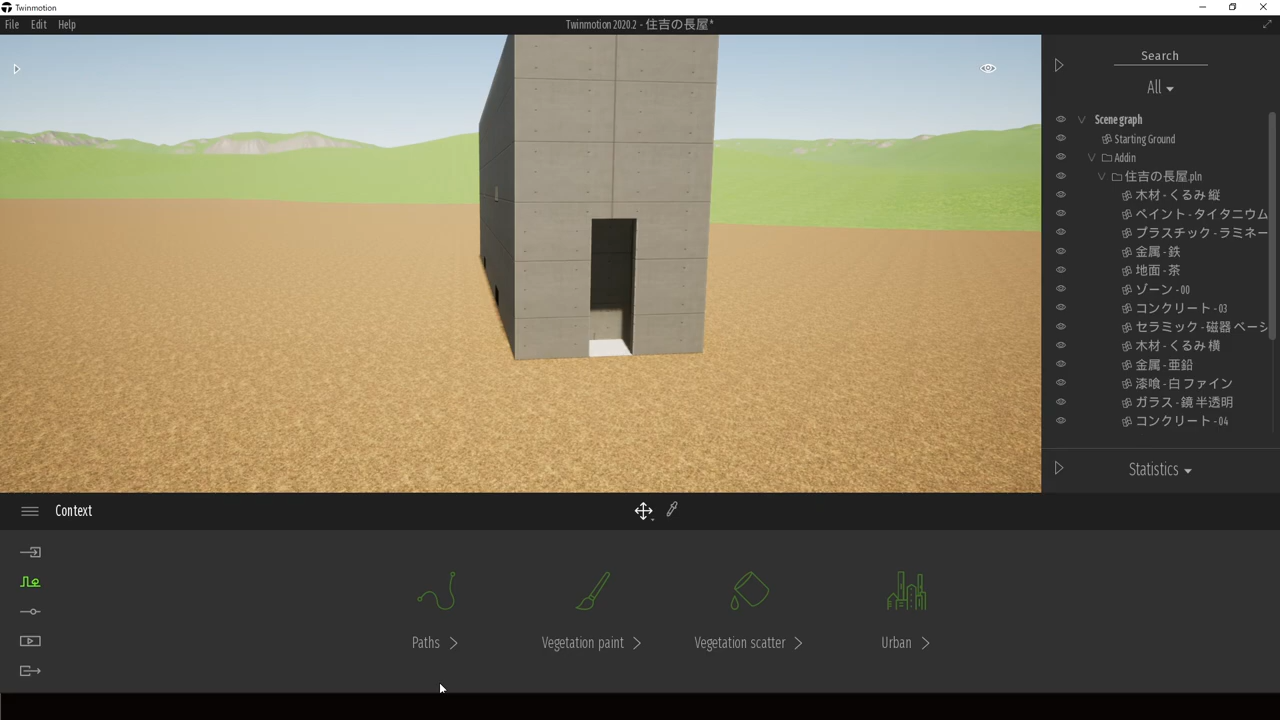 Twinmotion
File Edit Help
Twinmotion 2020.2 - 住吉の長屋*
Search
All
Scene graph
Starting Ground
Addin
住吉の長屋.pln
木材 - くるみ 縦
ペイント - タイタニウム
プラスチック - ラミネー
金属 - 鉄
地面 - 茶
ゾーン - 00
コンクリート - 03
セラミック - 磁器 ベーシ
木材 - くるみ 横
金属 - 亜鉛
漆喰 - 白 ファイン
ガラス - 鏡 半透明
コンクリート - 04
Statistics
Context
Paths
Vegetation paint
Vegetation scatter
Urban